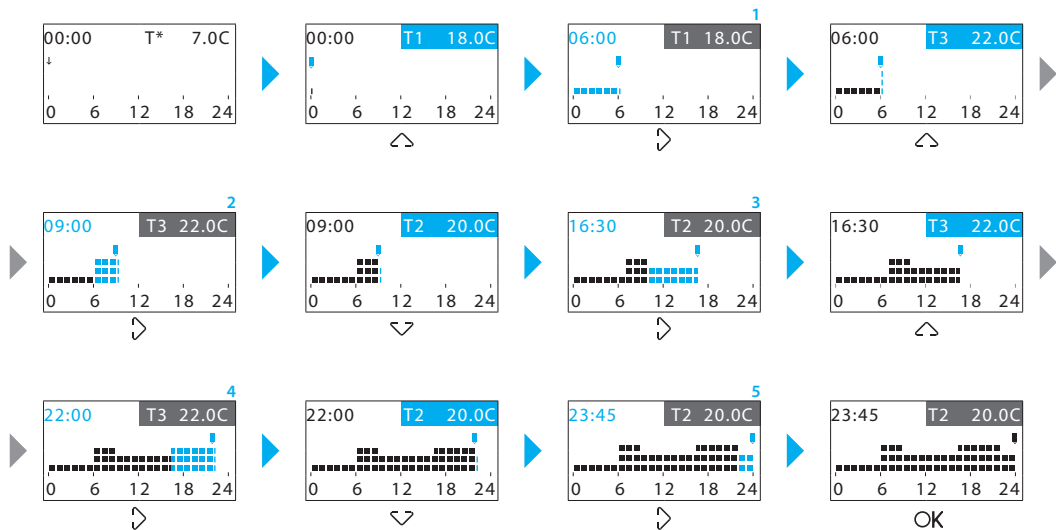 1
00:00 T* 7.0C
0 6 12 18 24
00:00 T1 18.0C
0 6 12 18 24
06:00 T1 18.0C
0 6 12 18 24
06:00 T3 22.0C
0 6 12 18 24
2
09:00 T3 22.0C
0 6 12 18 24
09:00 T2 20.0C
0 6 12 18 24
3
16:30 T2 20.0C
0 6 12 18 24
16:30 T3 22.0C
0 6 12 18 24
4
22:00 T3 22.0C
0 6 12 18 24
22:00 T2 20.0C
0 6 12 18 24
5
23:45 T2 20.0C
0 6 12 18 24
23:45 T2 20.0C
0 6 12 18 24
OK